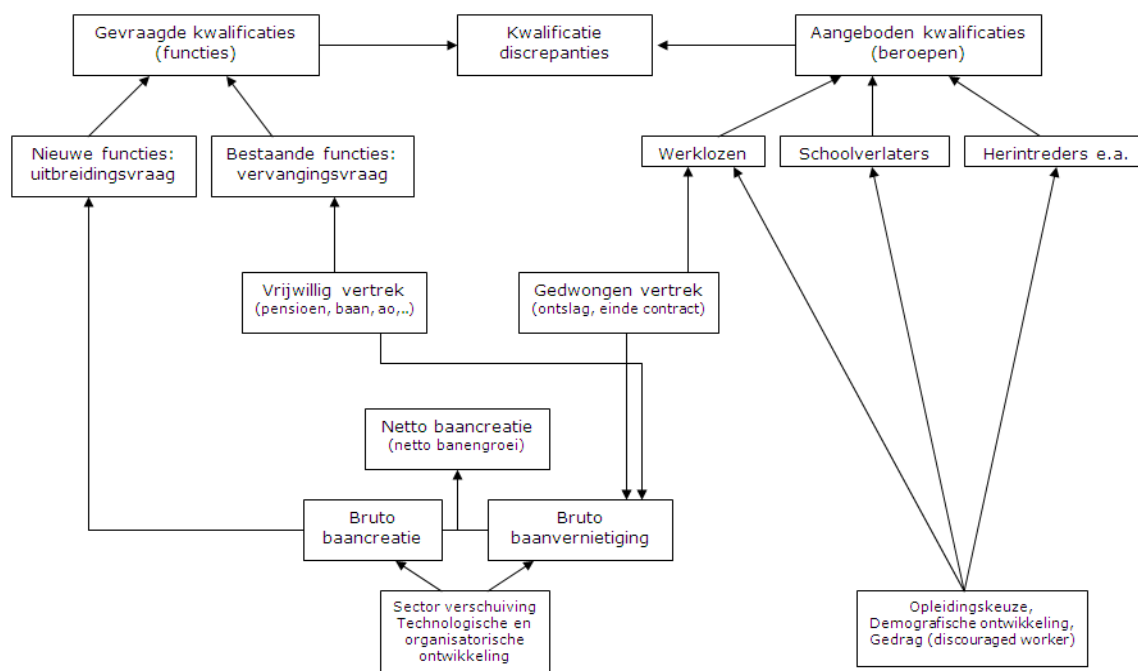 Gevraagde kwalificaties
(functies)
Kwalificatie
discrepanties
Aangeboden kwalificaties
(beroepen)
Nieuwe functies:
uitbreidingsvraag
Bestaande functies:
vervangingsvraag
Werklozen
Schoolverlaters
Herintreders e.a.
Vrijwillig vertrek
(pensioen, baan, ao,..)
Gedwongen vertrek
(ontslag, einde contract)
Netto baancreatie
(netto banengroei)
Bruto
baancreatie
Bruto
baanvernietiging
Sector verschuiving
Technologische en
organisatorische
ontwikkeling
Opleidingskeuze,
Demografische ontwikkeling,
Gedrag (discouraged worker)